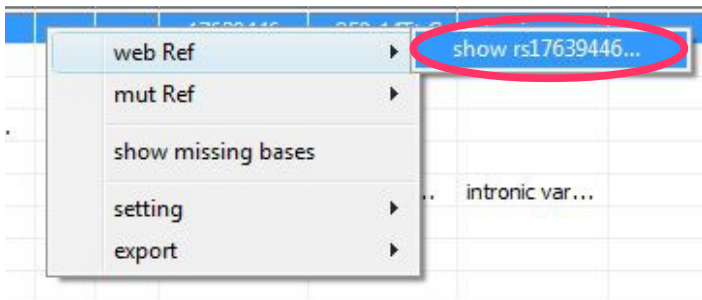 web Ref
show rs17639446...
mut Ref
show missing bases
.. intronic var...
setting
export